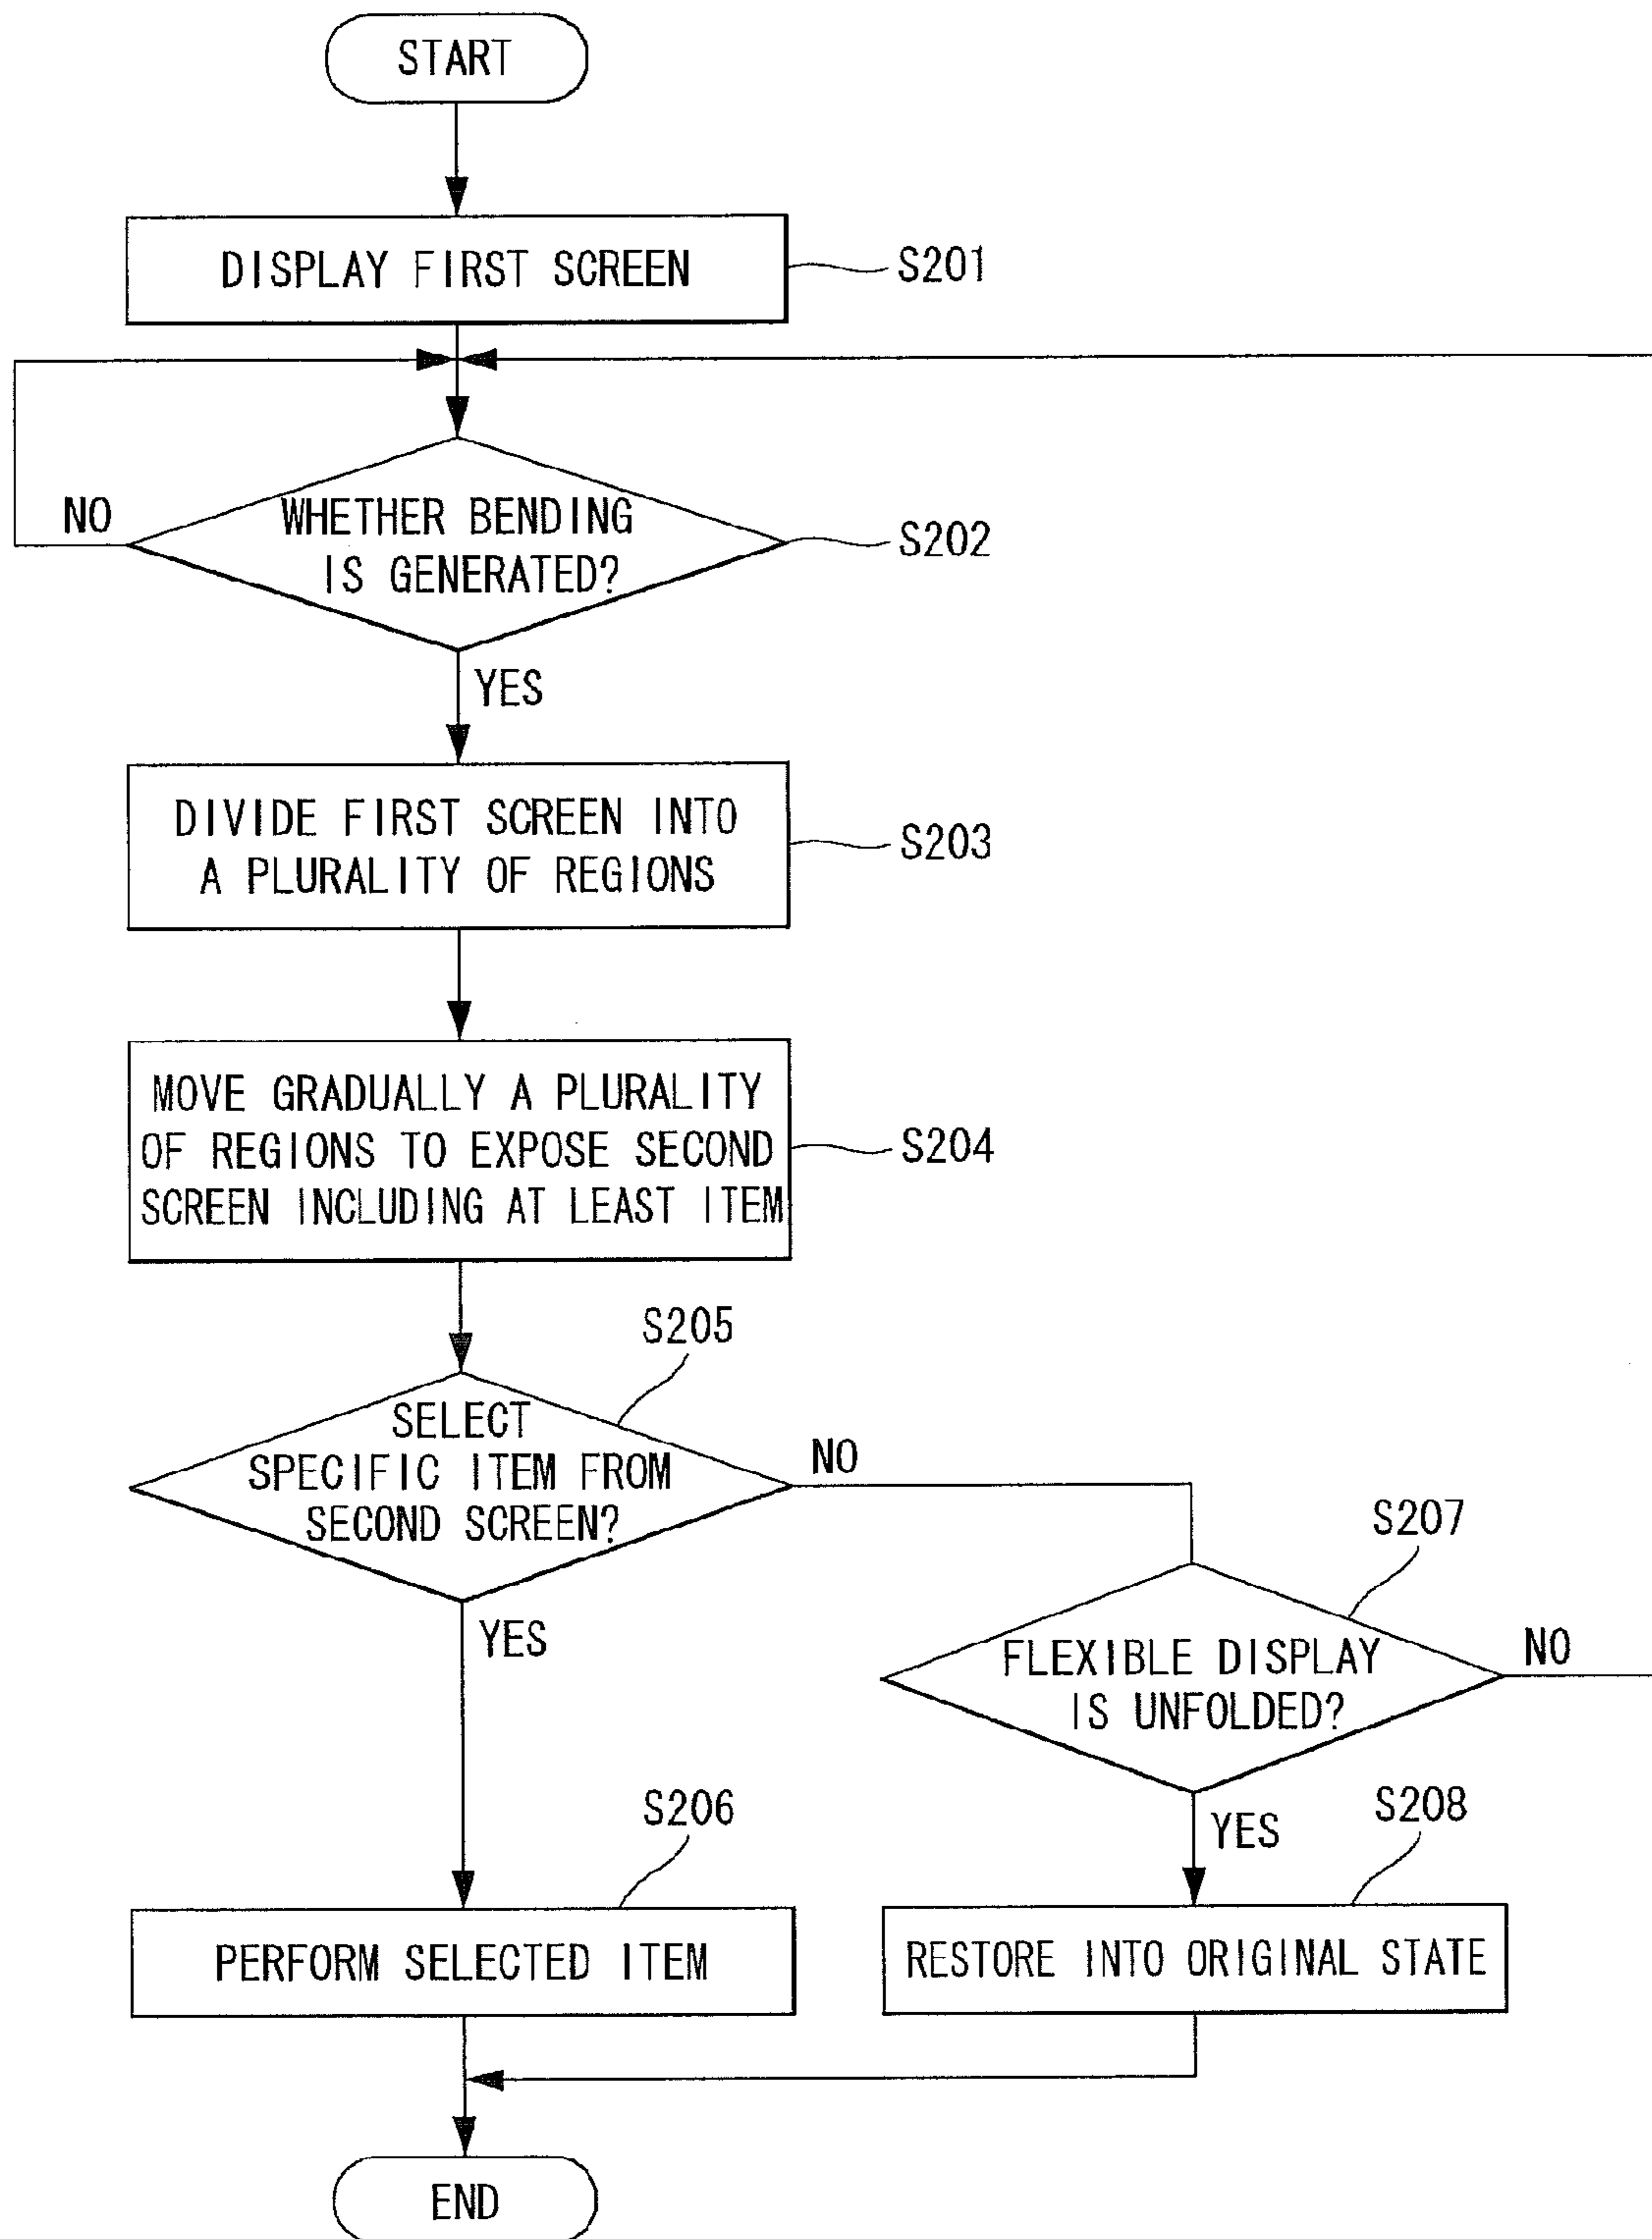 START
DISPLAY FIRST SCREEN
S201
NO
WHETHER BENDING
IS GENERATED?
S202
YES
DIVIDE FIRST SCREEN INTO
A PLURALITY OF REGIONS
S203
MOVE GRADUALLY A PLURALITY
OF REGIONS TO EXPOSE SECOND
SCREEN INCLUDING AT LEAST ITEM
S204
S205
SELECT
SPECIFIC ITEM FROM
SECOND SCREEN?
NO
YES
S207
FLEXIBLE DISPLAY
IS UNFOLDED?
NO
YES
S206
PERFORM SELECTED ITEM
S208
RESTORE INTO ORIGINAL STATE
END